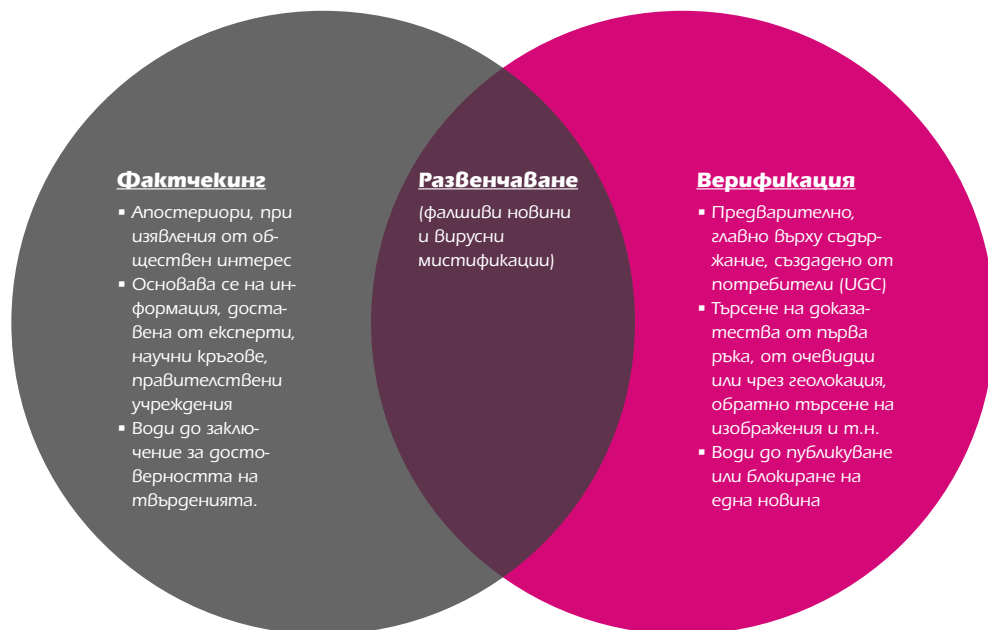 Фактчекинг
▪ Апостериори, при
изявления от об-
ществен интерес
▪ Основава се на ин-
формация, доста-
вена от експерти,
научни кръгове,
правителствени
учреждения
▪ Води до заклю-
чение за досто-
верността на
твърденията.
Развенчаване
(фалшиви новини
и вирусни
мистификации)
Верификация
▪ Предварително,
главно върху съдър-
жание, създадено от
потребители (UGC)
▪ Търсене на доказа-
тества от първа
ръка, от очевидци
или чрез геолокация,
обратно търсене на
изображения и т.н.
▪ Води до публикуване
или блокиране на
една новина